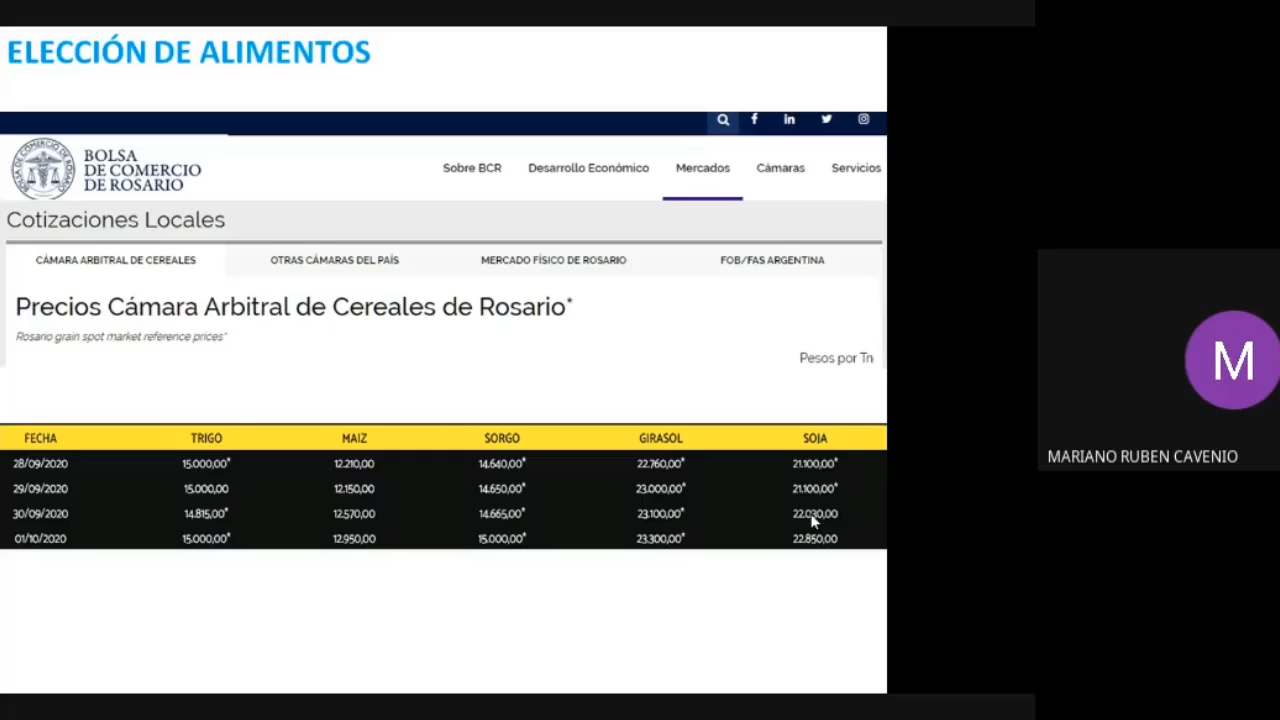 ELECCIÓN DE ALIMENTOS
BOLSA
DE COMERCIO
DE ROSARIO
Sobre BCR Desarrollo Económico Mercados Cámaras Servicios
Cotizaciones Locales
CÁMARA ARBITRAL DE CEREALES OTRAS CÁMARAS DEL PAÍS MERCADO FÍSICO DE ROSARIO FOB/FAS ARGENTINA
Precios Cámara Arbitral de Cereales de Rosario*
Rosario grain spot market reference prices*
Pesos por Tn
FECHA TRIGO MAIZ SORGO GIRASOL SOJA
28/09/2020 15.000,00* 12.210,00 14.640,00* 22.760,00* 21.100,00*
29/09/2020 15.000,00 12.150,00 14.650,00* 23.000,00* 21.100,00*
30/09/2020 14.815,00* 12.570,00 14.665,00* 23.100,00* 22.030,00
01/10/2020 15.000,00* 12.950,00 15.000,00* 23.300,00* 22.850,00
M
MARIANO RUBEN CAVENIO